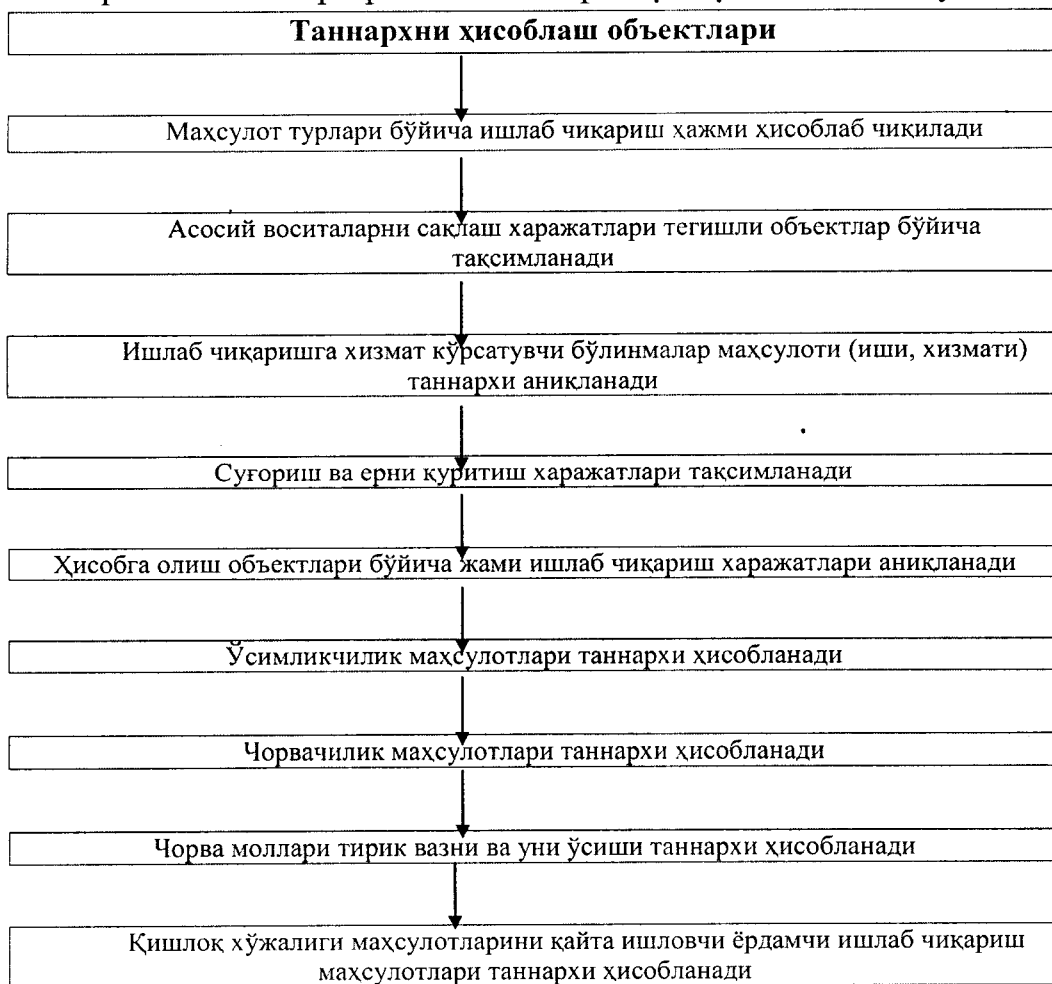 Таннархни ҳисоблаш объектлари
Маҳсулот турлари бўйича ишлаб чиқариш ҳажми ҳисоблаб чиқилади
Асосий воситаларни сақлаш харажатлари тегишли объектлар бўйича
тақсимланади
Ишлаб чиқаришга хизмат кўрсатувчи бўлинмалар маҳсулоти (иши, хизмати)
таннархи аниқланади
Суғориш ва ерни қуритиш харажатлари тақсимланади
Ҳисобга олиш объектлари бўйича жами ишлаб чиқариш харажатлари аниқланади
Ўсимликчилик маҳсулотлари таннархи ҳисобланади
Чорвачилик маҳсулотлари таннархи ҳисобланади
Чорва моллари тирик вазни ва уни ўсиши таннархи ҳисобланади
Қишлоқ хўжалиги маҳсулотларини қайта ишловчи ёрдамчи ишлаб чиқариш
маҳсулотлари таннархи ҳисобланади